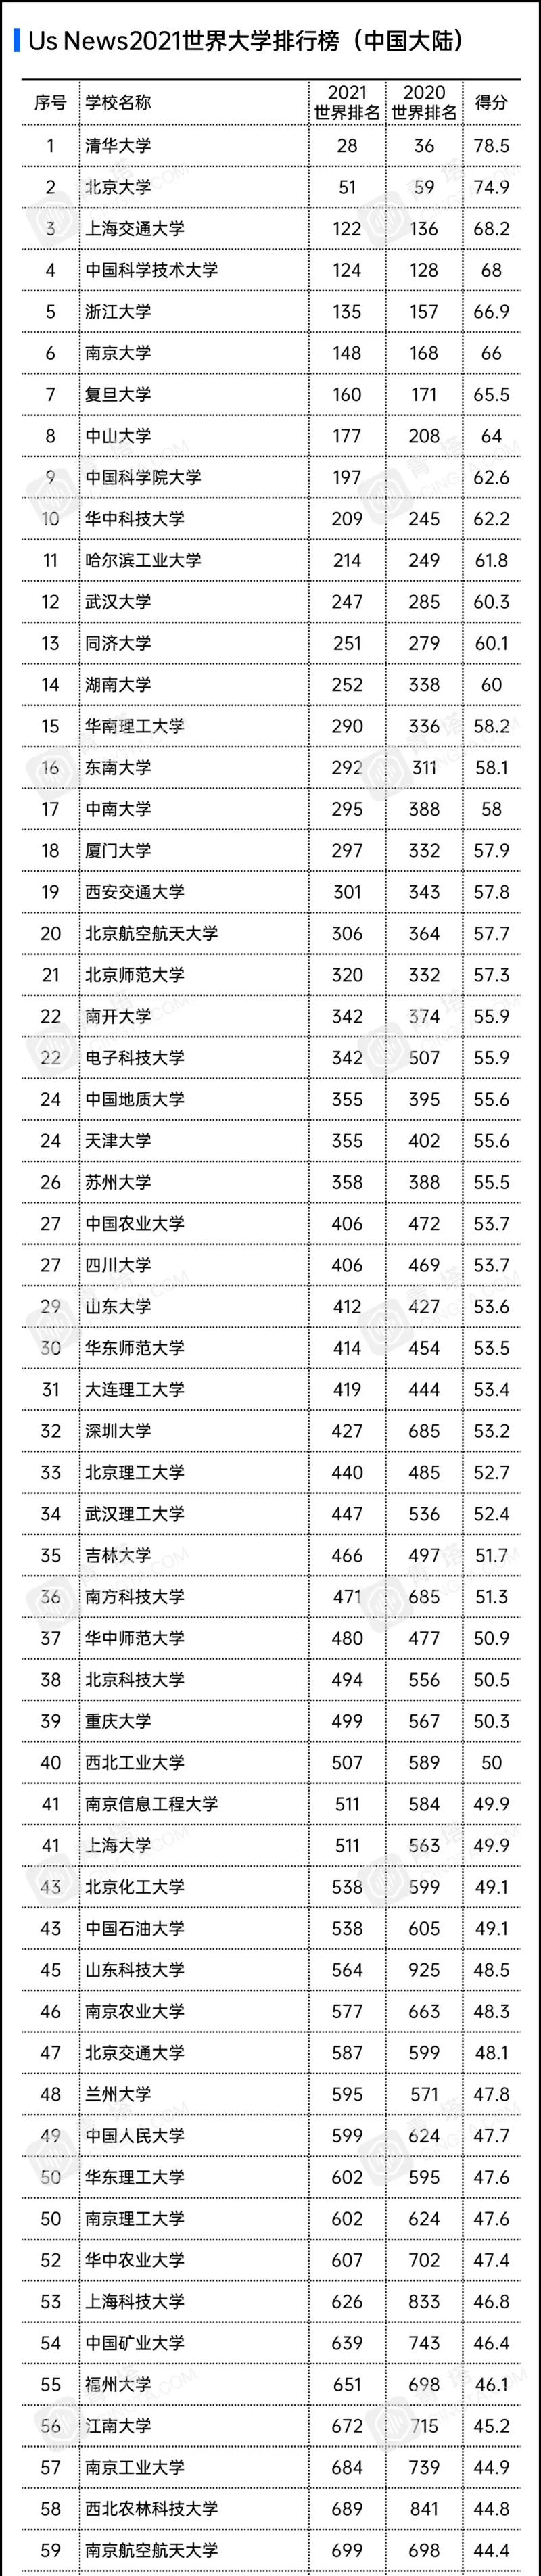 Us News2021世界大学排行榜（中国大陆）
序号 学校名称 2021世界排名 2020世界排名 得分
1 清华大学 28 36 78.5
2 北京大学 51 59 74.9
3 上海交通大学 122 136 68.2
4 中国科学技术大学 124 128 68
5 浙江大学 135 157 66.9
6 南京大学 148 168 66
7 复旦大学 160 171 65.5
8 中山大学 177 208 64
9 中国科学院大学 197 62.6
10 华中科技大学 209 245 62.2
11 哈尔滨工业大学 214 249 61.8
12 武汉大学 247 285 60.3
13 同济大学 251 279 60.1
14 湖南大学 252 338 60
15 华南理工大学 290 336 58.2
16 东南大学 292 311 58.1
17 中南大学 295 388 58
18 厦门大学 297 332 57.9
19 西安交通大学 301 343 57.8
20 北京航空航天大学 306 364 57.7
21 北京师范大学 320 332 57.3
22 南开大学 342 374 55.9
22 电子科技大学 342 507 55.9
24 中国地质大学 355 395 55.6
24 天津大学 355 402 55.6
26 苏州大学 358 388 55.5
27 中国农业大学 406 472 53.7
27 四川大学 406 469 53.7
29 山东大学 412 427 53.6
30 华东师范大学 414 454 53.5
31 大连理工大学 419 444 53.4
32 深圳大学 427 685 53.2
33 北京理工大学 440 485 52.7
34 武汉理工大学 447 536 52.4
35 吉林大学 466 497 51.7
36 南方科技大学 471 685 51.3
37 华中师范大学 480 477 50.9
38 北京科技大学 494 556 50.5
39 重庆大学 499 567 50.3
40 西北工业大学 507 589 50
41 南京信息工程大学 511 584 49.9
41 上海大学 511 563 49.9
43 北京化工大学 538 599 49.1
43 中国石油大学 538 605 49.1
45 山东科技大学 564 925 48.5
46 南京农业大学 577 663 48.3
47 北京交通大学 587 599 48.1
48 兰州大学 595 571 47.8
49 中国人民大学 599 624 47.7
50 华东理工大学 602 595 47.6
50 南京理工大学 602 624 47.6
52 华中农业大学 607 702 47.4
53 上海科技大学 626 833 46.8
54 中国矿业大学 639 743 46.4
55 福州大学 651 698 46.1
56 江南大学 672 715 45.2
57 南京工业大学 684 739 44.9
58 西北农林科技大学 689 841 44.8
59 南京航空航天大学 699 698 44.4